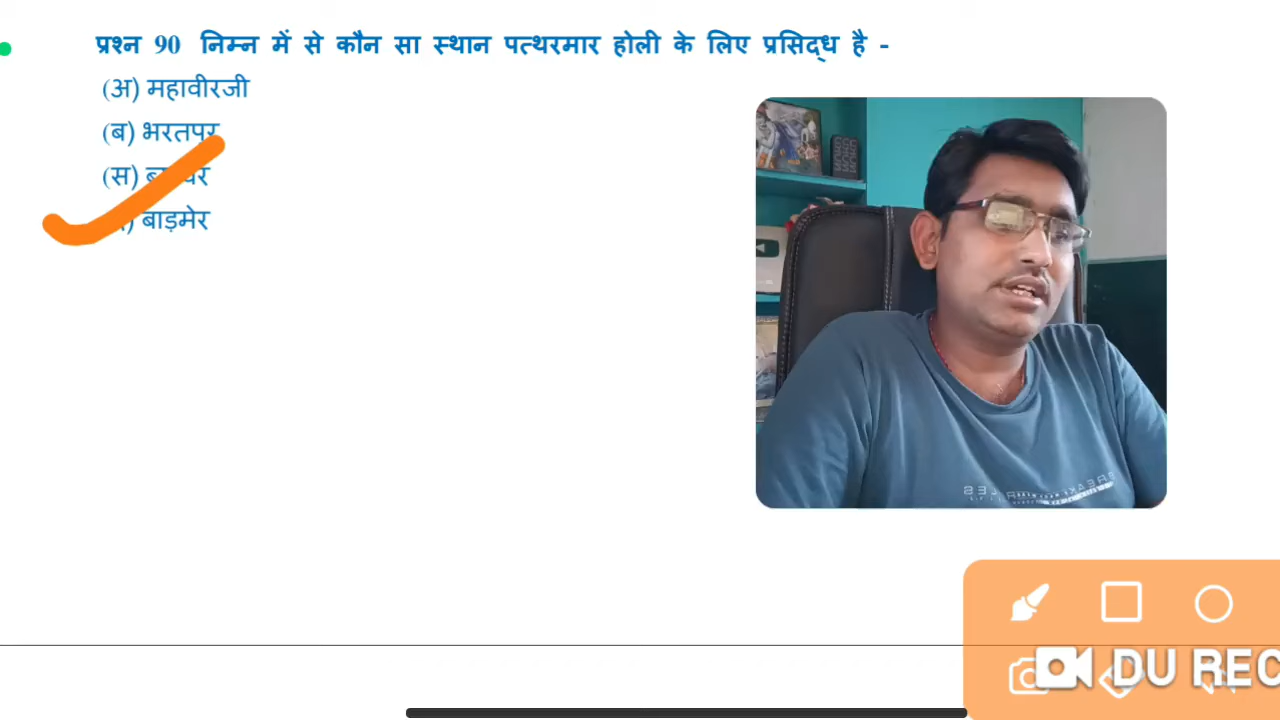 प्रश्न 90 निम्न में से कौन सा स्थान पत्थरमार होली के लिए प्रसिद्ध है -
(अ) महावीरजी
(ब) भरतपुर
(स)
बाड़मेर
DU REC